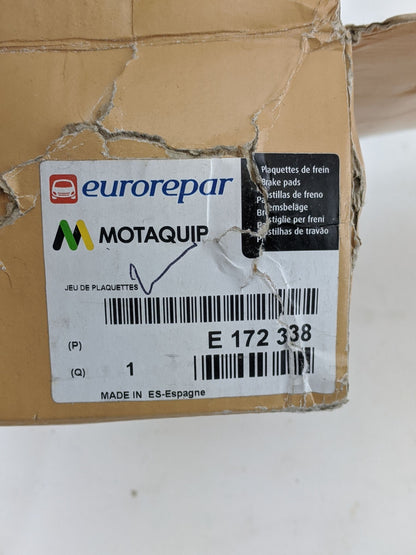 eurorepar
MOTAQUIP
Plaquettes de frein
Brake pads
Pastillas de freno
Pastiglie per freni
Pastilhas de travão
JEU DE PLAQUETTES
(P)
E 172 338
(Q)
1
MADE IN ES-Espagne